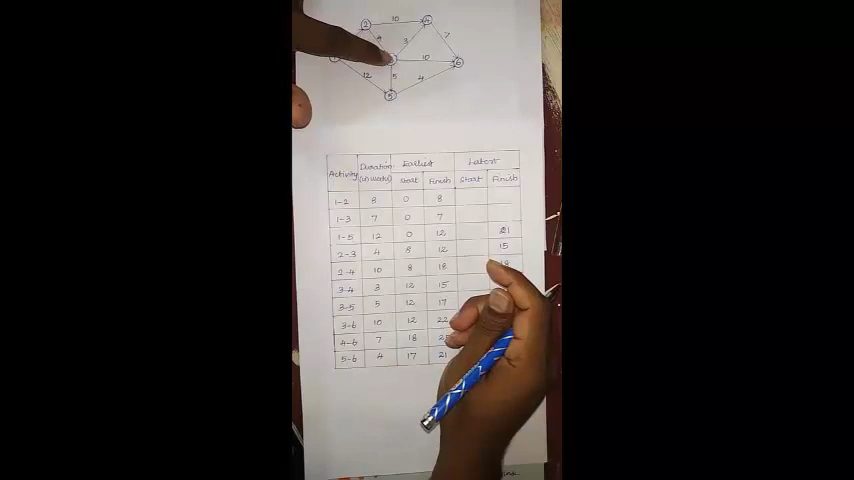 2 10 4
3 7
10 6
12 5 4
5
Activity Duration (in weeks) Earliest Latest
Start Finish Start Finish
1-2 8 0 8
1-3 7 0 7
1-5 12 0 12 21
2-3 4 8 12 15
2-4 10 8 18 18
3-4 3 12 15
3-5 5 12 17
3-6 10 12 22
4-6 7 18
5-6 4 17 21